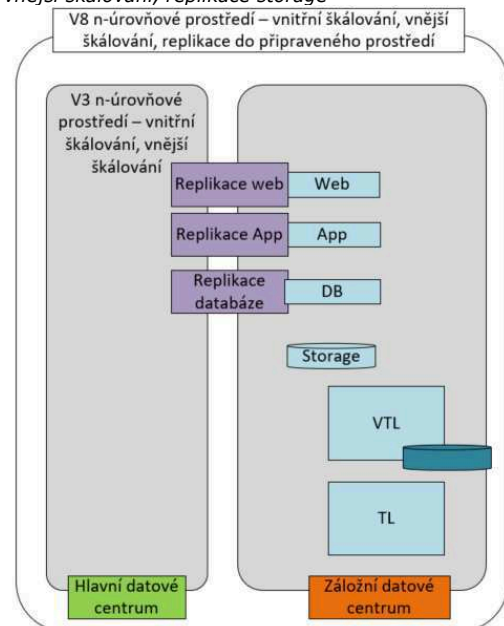 vnější škálování, replikace Storage
V8 n-úrovňové prostředí – vnitřní škálování, vnější
škálování, replikace do připraveného prostředí
V3 n-úrovňové
prostředí – vnitřní
škálování, vnější
škálování
Replikace web
Web
Replikace App
App
Replikace
databáze
DB
Storage
VTL
TL
Hlavní datové
centrum
Záložní datové
centrum